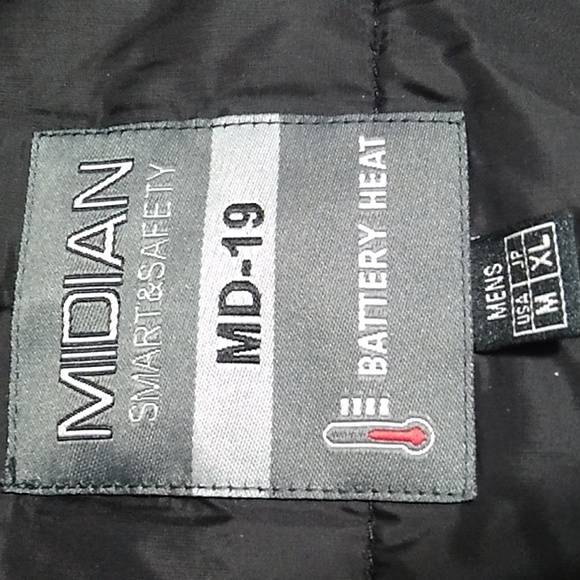 MIDIAN
SMART&SAFETY
MD-19
BATTERY HEAT
MENS
USA JP
M XL